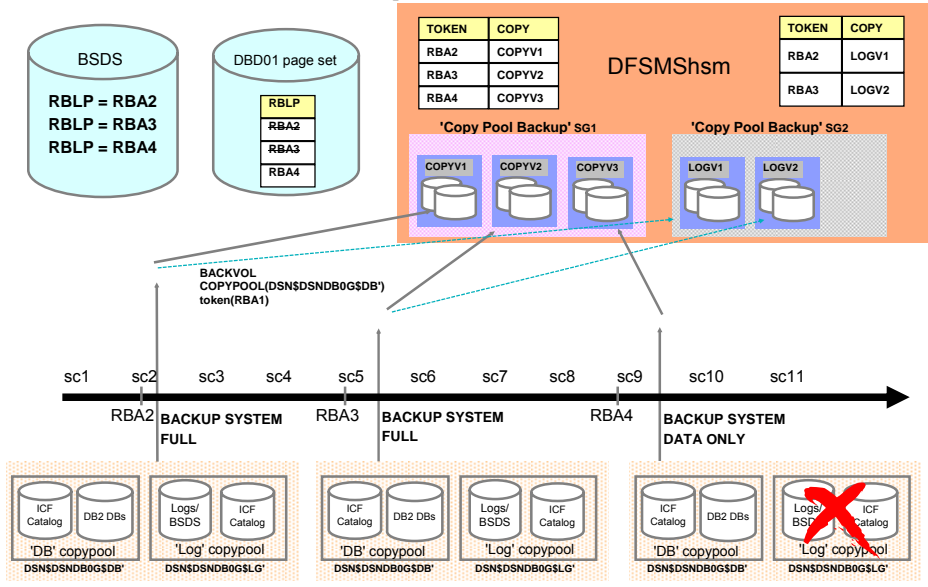 BSDS
RBLP = RBA2
RBLP = RBA3
RBLP = RBA4
DBD01 page set
RBLP
RBA2
RBA3
RBA4
TOKEN COPY
RBA2 COPYV1
RBA3 COPYV2
RBA4 COPYV3
DFSMShsm
TOKEN COPY
RBA2 LOGV1
RBA3 LOGV2
'Copy Pool Backup' SG1
'Copy Pool Backup' SG2
COPYV1 COPYV2 COPYV3
LOGV1 LOGV2
BACKVOL
COPYPOOL(DSN$DSNDB0G$DB')
token(RBA1)
sc1 sc2 sc3 sc4 sc5 sc6 sc7 sc8 sc9 sc10 sc11
RBA2
BACKUP SYSTEM
FULL
RBA3
BACKUP SYSTEM
FULL
RBA4
BACKUP SYSTEM
DATA ONLY
ICF
Catalog
DB2 DBs
'DB' copypool
DSN$DSNDB0G$DB'
Logs/
BSDS
ICF
Catalog
'Log' copypool
DSN$DSNDB0G$LG'
ICF
Catalog
DB2 DBs
'DB' copypool
DSN$DSNDB0G$DB'
Logs/
BSDS
ICF
Catalog
'Log' copypool
DSN$DSNDB0G$LG'
ICF
Catalog
DB2 DBs
'DB' copypool
DSN$DSNDB0G$DB'
Logs/
BSDS
ICF
Catalog
'Log' copypool
DSN$DSNDB0G$LG'